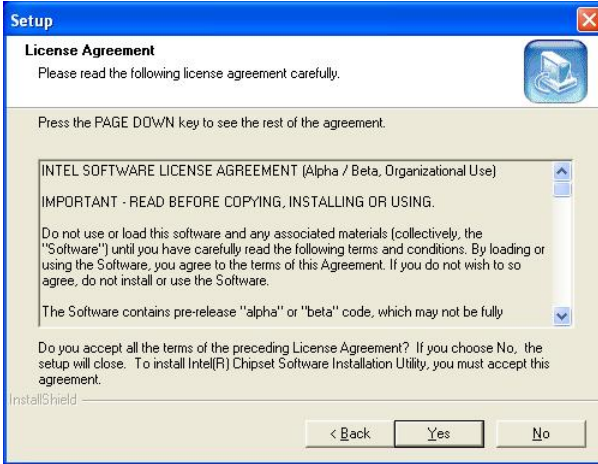 Setup
License Agreement
Please read the following license agreement carefully.
Press the PAGE DOWN key to see the rest of the agreement.
INTEL SOFTWARE LICENSE AGREEMENT (Alpha / Beta, Organizational Use)
IMPORTANT - READ BEFORE COPYING, INSTALLING OR USING.
Do not use or load this software and any associated materials (collectively, the
"Software") until you have carefully read the following terms and conditions. By loading or
using the Software, you agree to the terms of this Agreement. If you do not wish to so
agree, do not install or use the Software.
The Software contains pre-release "alpha" or "beta" code, which may not be fully
Do you accept all the terms of the preceding License Agreement? If you choose No, the
setup will close. To install Intel(R) Chipset Software Installation Utility, you must accept this
agreement.
InstallShield
< Back Yes No